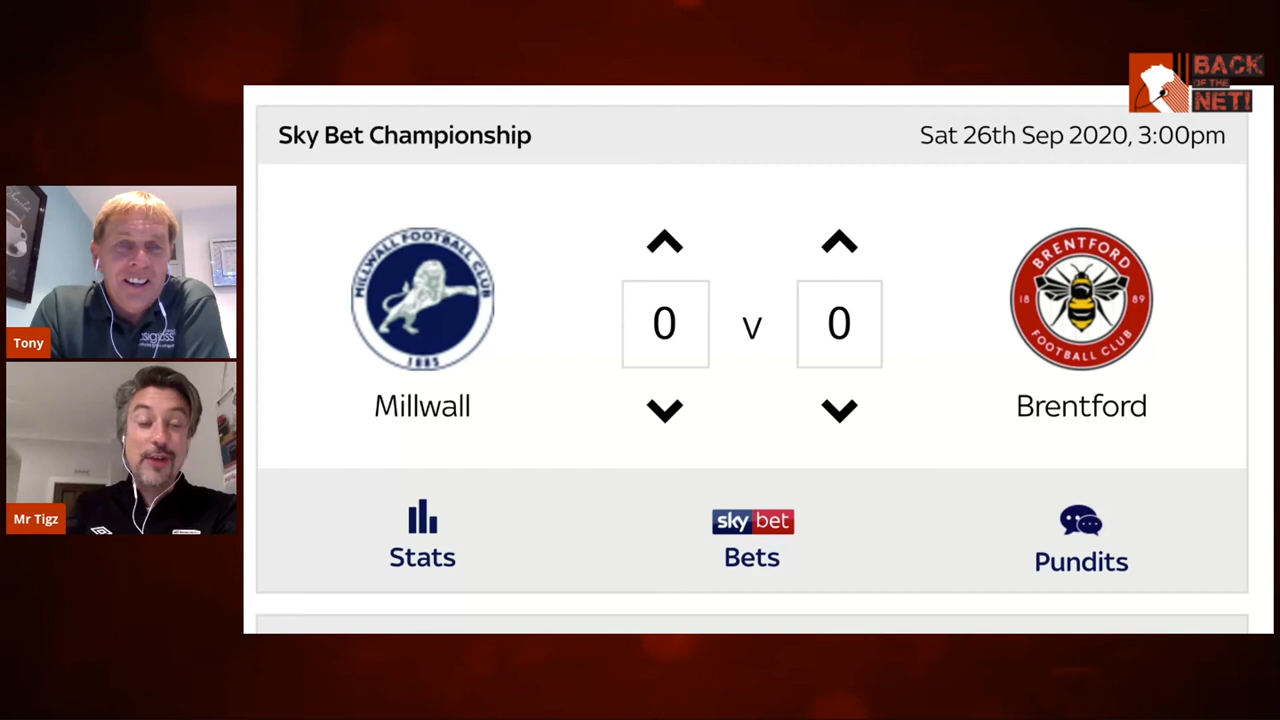 BACK
OF THE
NET!
Sky Bet Championship
Sat 26th Sep 2020, 3:00pm
MILLWALL FOOTBALL CLUB
1885
0
v
0
BRENTFORD
18 89
FOOTBALL CLUB
Millwall
Brentford
Tony
Mr Tigz
Stats
sky bet
Bets
Pundits